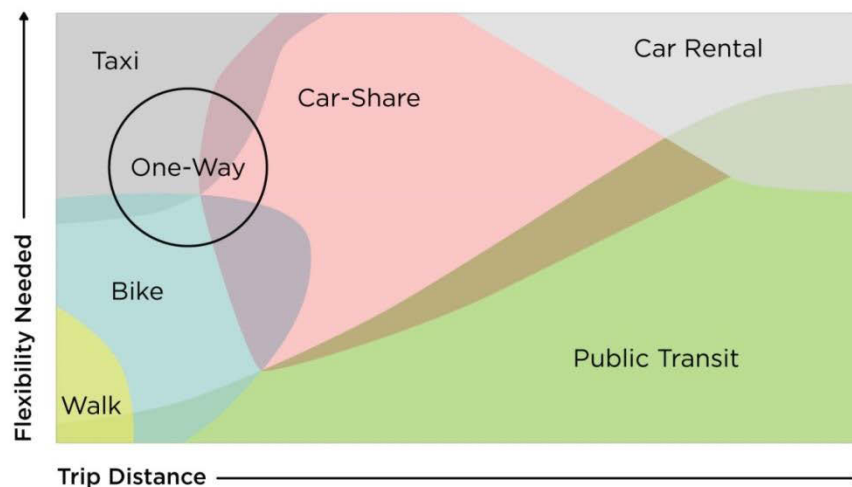 Taxi
Car Rental
Car-Share
One-Way
Bike
Public Transit
Walk
Flexibility Needed
Trip Distance